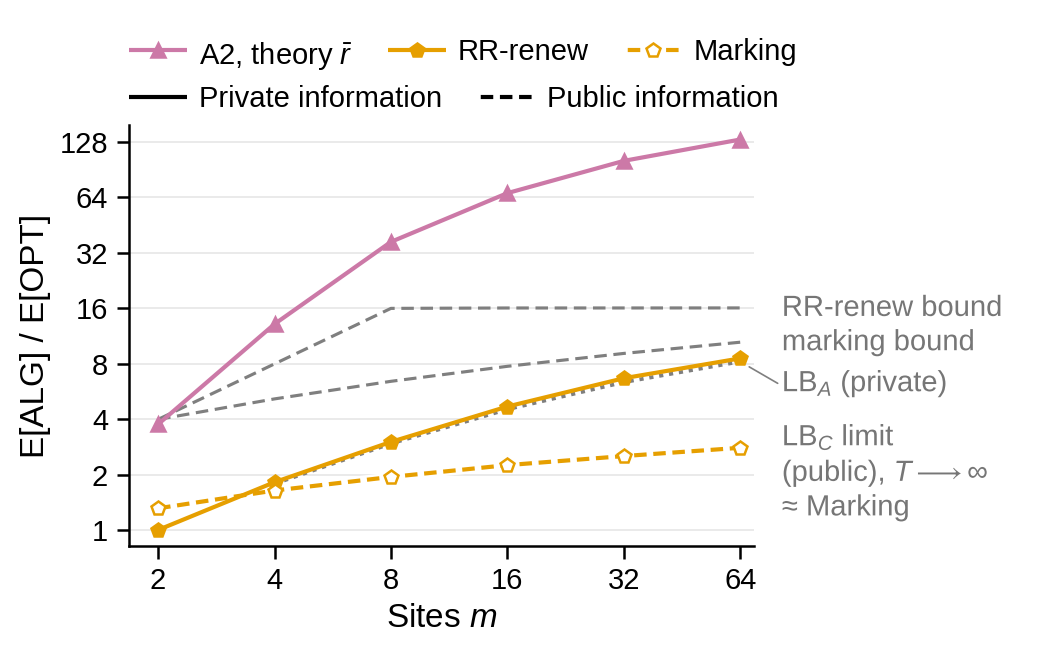 A2, theory r̄ RR-renew Marking
Private information Public information
128
64
32
16
8
4
2
1
E[ALG] / E[OPT]
2 4 8 16 32 64
Sites m
RR-renew bound
marking bound
LB_A (private)
LB_C limit
(public), T ⟶ ∞
≈ Marking